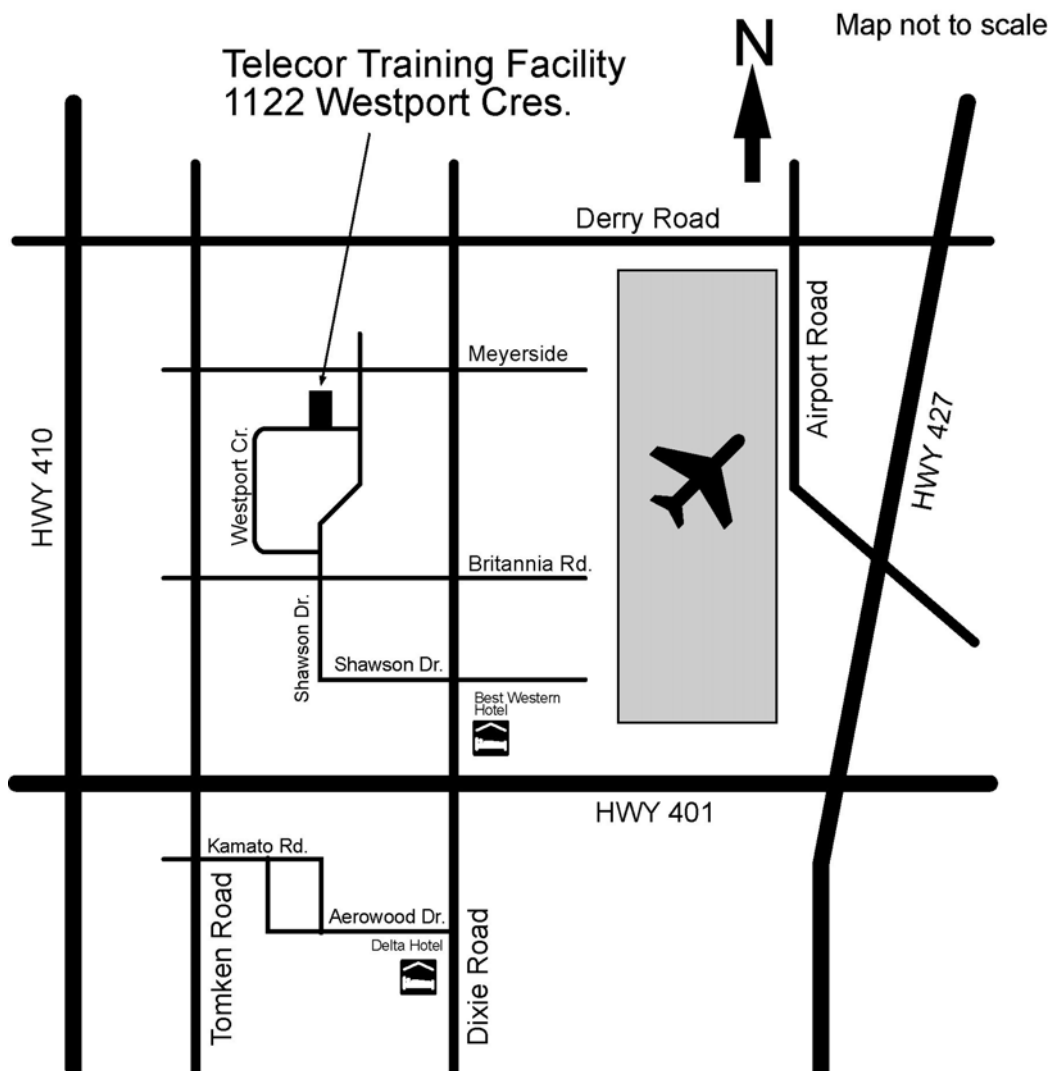 Map not to scale
N
Telecor Training Facility
1122 Westport Cres.
Derry Road
Meyerside
Airport Road
HWY 427
HWY 410
Westport Cr.
Britannia Rd.
Shawson Dr.
Shawson Dr.
Best Western
Hotel
HWY 401
Kamato Rd.
Tomken Road
Aerowood Dr.
Delta Hotel
Dixie Road